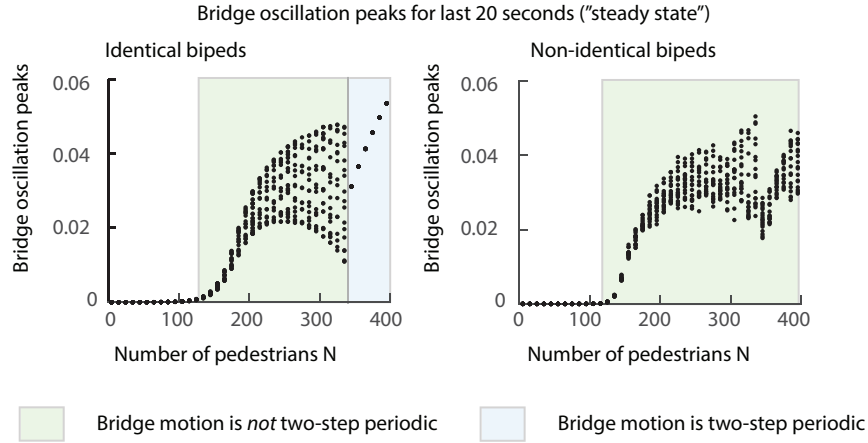 Bridge oscillation peaks for last 20 seconds ("steady state")
Identical bipeds
Bridge oscillation peaks
0.06
0.04
0.02
0
0 100 200 300 400
Number of pedestrians N
Non-identical bipeds
Bridge oscillation peaks
0.06
0.04
0.02
0
0 100 200 300 400
Number of pedestrians N
Bridge motion is not two-step periodic
Bridge motion is two-step periodic